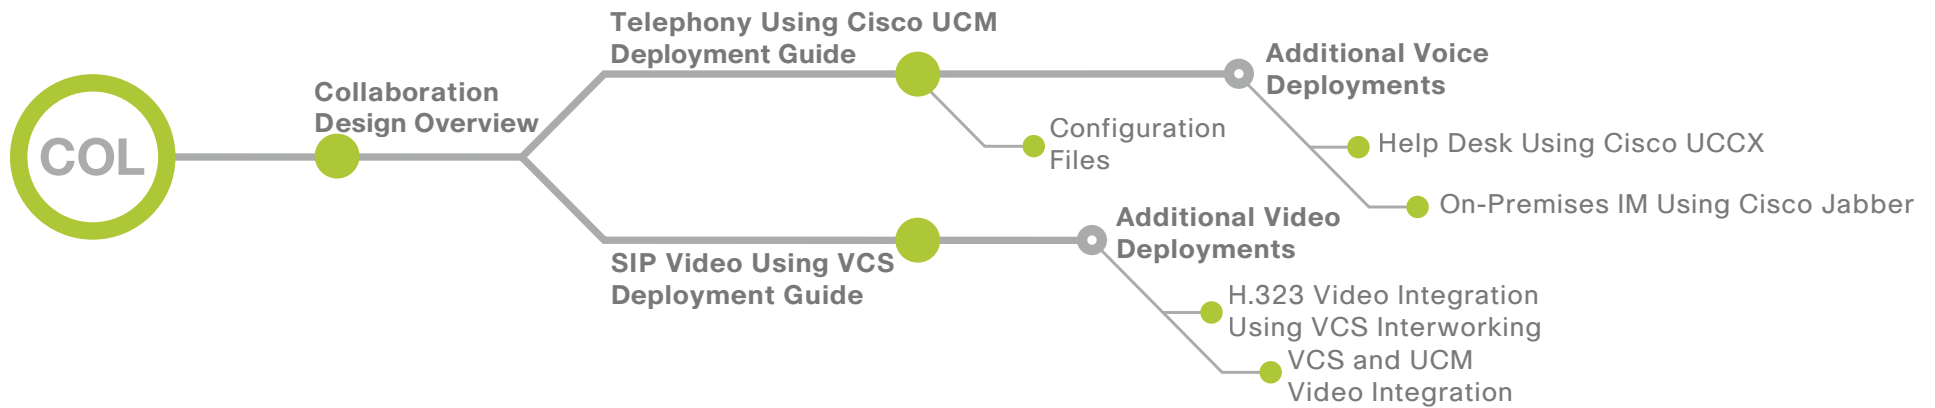 COL
Collaboration
Design Overview
Telephony Using Cisco UCM
Deployment Guide
Configuration
Files
Additional Voice
Deployments
Help Desk Using Cisco UCCX
On-Premises IM Using Cisco Jabber
SIP Video Using VCS
Deployment Guide
Additional Video
Deployments
H.323 Video Integration
Using VCS Interworking
VCS and UCM
Video Integration